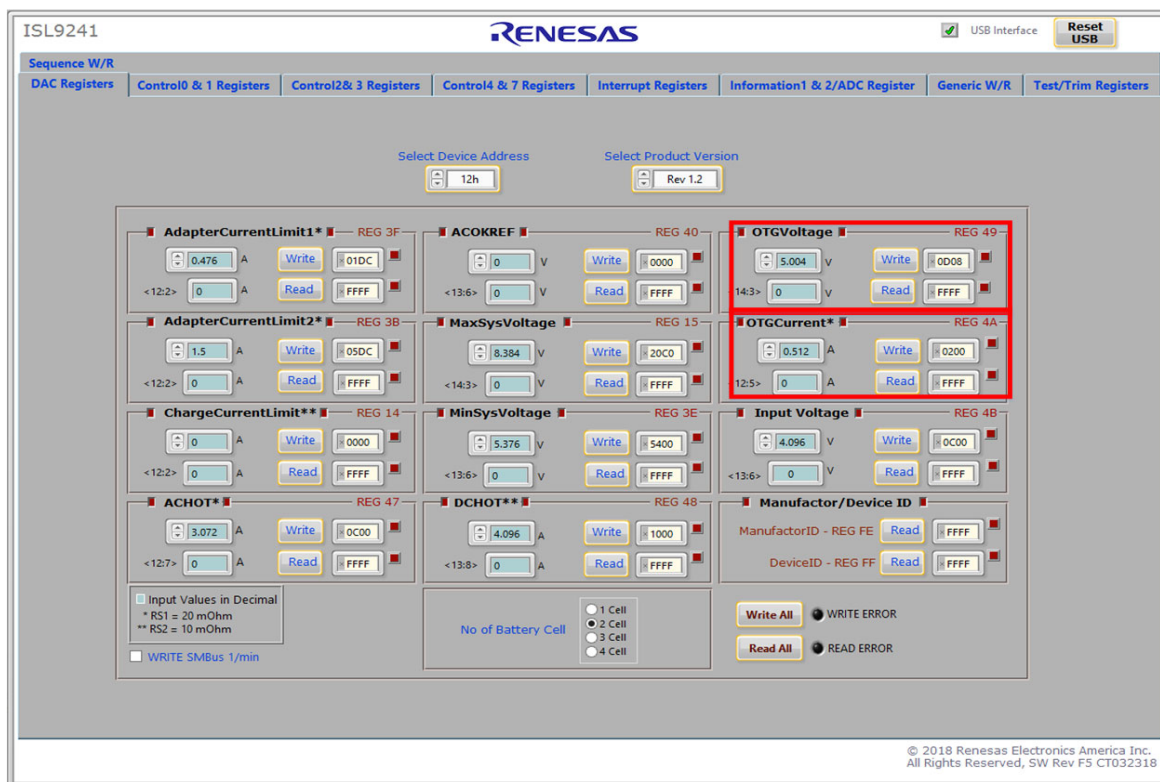 ISL9241
RENESAS
USB Interface
Reset USB
Sequence W/R
DAC Registers
Control0 & 1 Registers
Control2& 3 Registers
Control4 & 7 Registers
Interrupt Registers
Information1 & 2/ADC Register
Generic W/R
Test/Trim Registers
Select Device Address
Select Product Version
12h
Rev 1.2
AdapterCurrentLimit1* REG 3F
0.476 A Write 01DC
<12:2> 0 A Read FFFF
ACOKREF REG 40
0 V Write 0000
<13:6> 0 V Read FFFF
OTGVoltage REG 49
5.004 V Write 0D08
14:3> 0 V Read FFFF
AdapterCurrentLimit2* REG 3B
1.5 A Write 05DC
<12:2> 0 A Read FFFF
MaxSysVoltage REG 15
8.384 V Write 20C0
<14:3> 0 V Read FFFF
OTGCurrent* REG 4A
0.512 A Write 0200
12:5> 0 A Read FFFF
ChargeCurrentLimit** REG 14
0 A Write 0000
<12:2> 0 A Read FFFF
MinSysVoltage REG 3E
5.376 V Write 5400
<13:6> 0 V Read FFFF
Input Voltage REG 4B
4.096 V Write 0C00
<13:6> 0 V Read FFFF
ACHOT* REG 47
3.072 A Write 0C00
<12:7> 0 A Read FFFF
DCHOT** REG 48
4.096 A Write 1000
<13:8> 0 A Read FFFF
Manufactor/Device ID
ManufactorID - REG FE Read FFFF
DeviceID - REG FF Read FFFF
Input Values in Decimal
* RS1 = 20 mOhm
** RS2 = 10 mOhm
WRITE SMBus 1/min
No of Battery Cell
1 Cell
2 Cell
3 Cell
4 Cell
Write All WRITE ERROR
Read All READ ERROR
© 2018 Renesas Electronics America Inc.
All Rights Reserved, SW Rev F5 CT032318